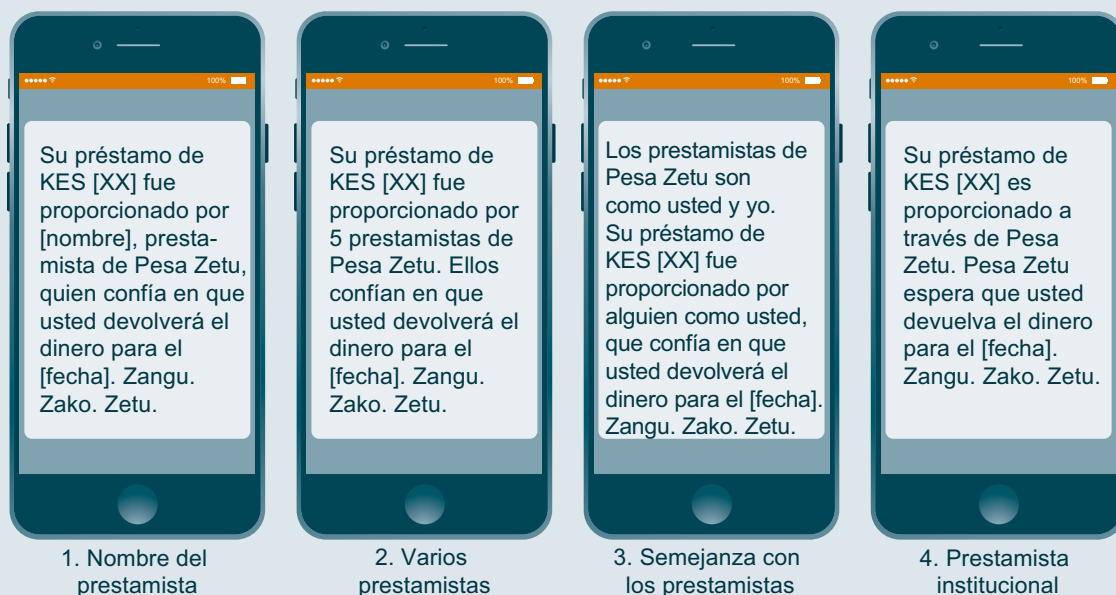 100%
Su préstamo de
KES [XX] fue
proporcionado por
[nombre], presta-
mista de Pesa Zetu,
quien confía en que
usted devolverá el
dinero para el
[fecha]. Zangu.
Zako. Zetu.
1. Nombre del
prestamista
100%
Su préstamo de
KES [XX] fue
proporcionado por
5 prestamistas de
Pesa Zetu. Ellos
confían en que
usted devolverá el
dinero para el
[fecha]. Zangu.
Zako. Zetu.
2. Varios
prestamistas
100%
Los prestamistas de
Pesa Zetu son
como usted y yo.
Su préstamo de
KES [XX] fue
proporcionado por
alguien como usted,
que confía en que
usted devolverá el
dinero para el [fecha].
Zangu. Zako. Zetu.
3. Semejanza con
los prestamistas
100%
Su préstamo de
KES [XX] es
proporcionado a
través de Pesa
Zetu. Pesa Zetu
espera que usted
devuelva el dinero
para el [fecha].
Zangu. Zako. Zetu.
4. Prestamista
institucional